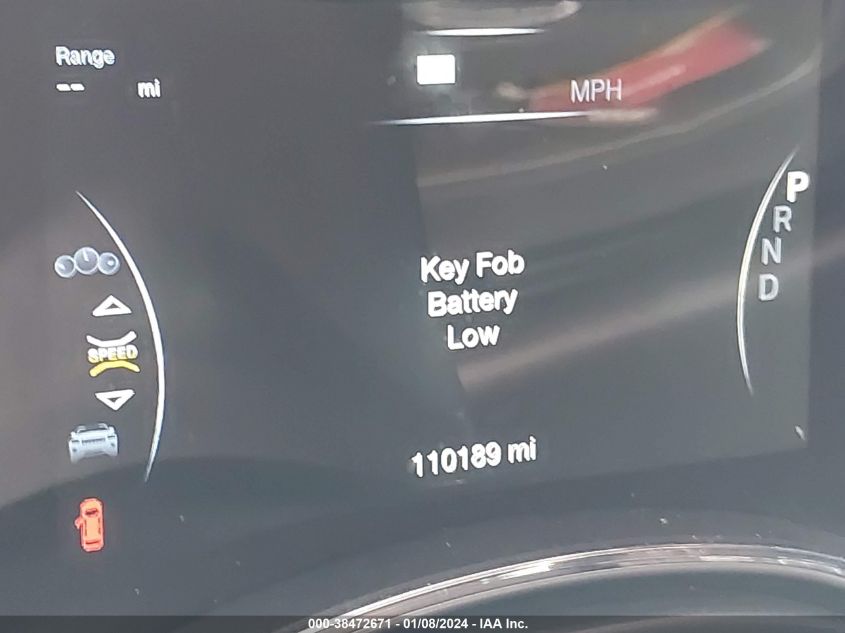 Range
-- mi
MPH
P
R
N
D
Key Fob
Battery
Low
SPEED
110189 mi
000-38472671 - 01/08/2024 - IAA Inc.